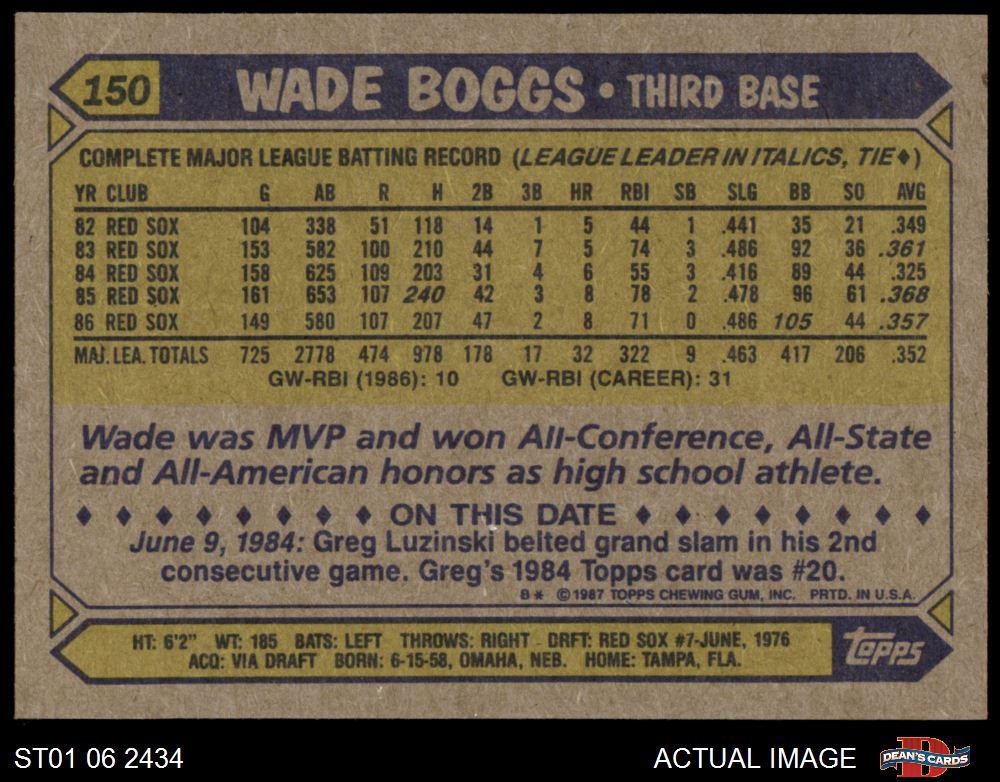 150 WADE BOGGS • THIRD BASE
COMPLETE MAJOR LEAGUE BATTING RECORD (LEAGUE LEADER IN ITALICS, TIE♦)
YR CLUB G AB R H 2B 3B HR RBI SB SLG BB SO AVG
82 RED SOX 104 338 51 118 14 1 5 44 1 .441 35 21 .349
83 RED SOX 153 582 100 210 44 7 5 74 3 .486 92 36 .361
84 RED SOX 158 625 109 203 31 4 6 55 3 .416 89 44 .325
85 RED SOX 161 653 107 240 42 3 8 78 2 .478 96 61 .368
86 RED SOX 149 580 107 207 47 2 8 71 0 .486 105 44 .357
MAJ. LEA. TOTALS 725 2778 474 978 178 17 32 322 9 .463 417 206 .352
GW-RBI (1986): 10 GW-RBI (CAREER): 31
Wade was MVP and won All-Conference, All-State
and All-American honors as high school athlete.
♦ ♦ ♦ ♦ ♦ ♦ ♦ ♦ ON THIS DATE ♦ ♦ ♦ ♦ ♦ ♦ ♦ ♦
June 9, 1984: Greg Luzinski belted grand slam in his 2nd
consecutive game. Greg's 1984 Topps card was #20.
8* ©1987 TOPPS CHEWING GUM, INC. PRTD. IN U.S.A.
HT: 6'2" WT: 185 BATS: LEFT THROWS: RIGHT DRFT: RED SOX #7-JUNE, 1976
ACQ: VIA DRAFT BORN: 6-15-58, OMAHA, NEB. HOME: TAMPA, FLA.
Topps
ST01 06 2434 ACTUAL IMAGE DEAN'S CARDS